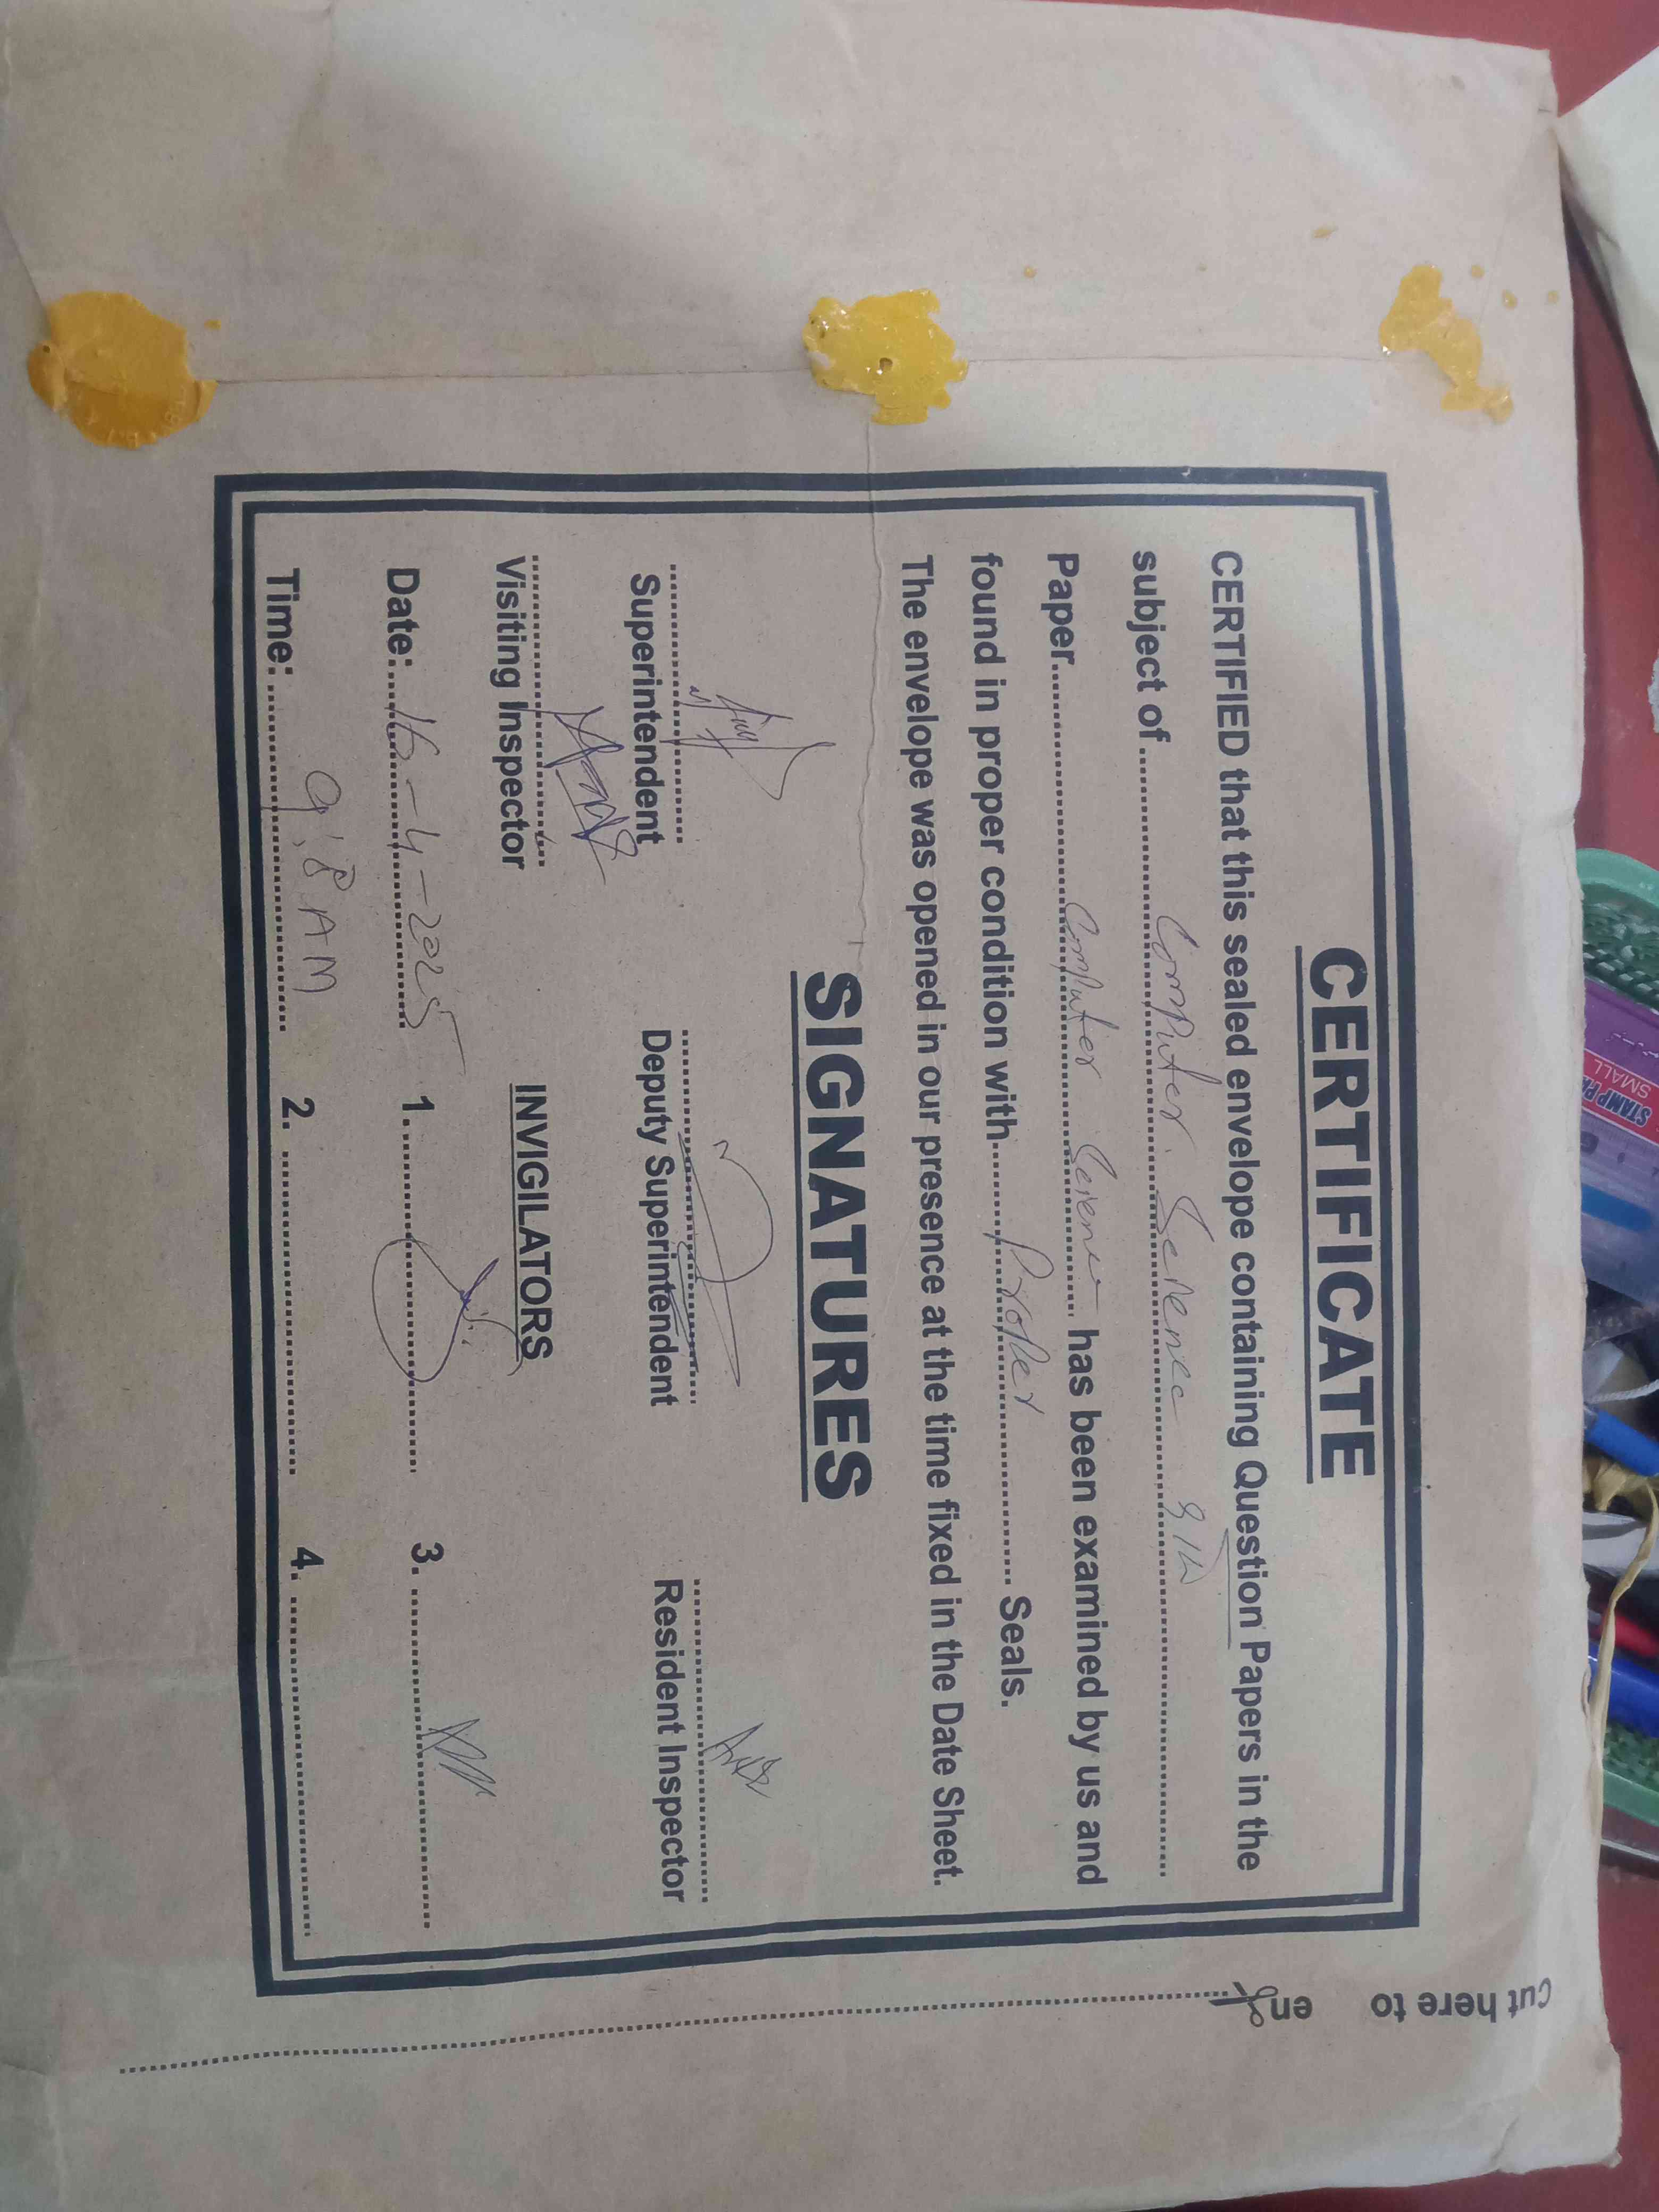 CERTIFICATE
CERTIFIED that this sealed envelope containing Question Papers in the
subject of Computer Science 9th
Paper Computer Science has been examined by us and
found in proper condition with Proper Seals.
The envelope was opened in our presence at the time fixed in the Date Sheet.
SIGNATURES
Superintendent Deputy Superintendent Resident Inspector
Visiting Inspector INVIGILATORS
Date: 16-4-2025 1. 3.
Time: AM 2. 4.
Cut here to
STAMP
SMALL